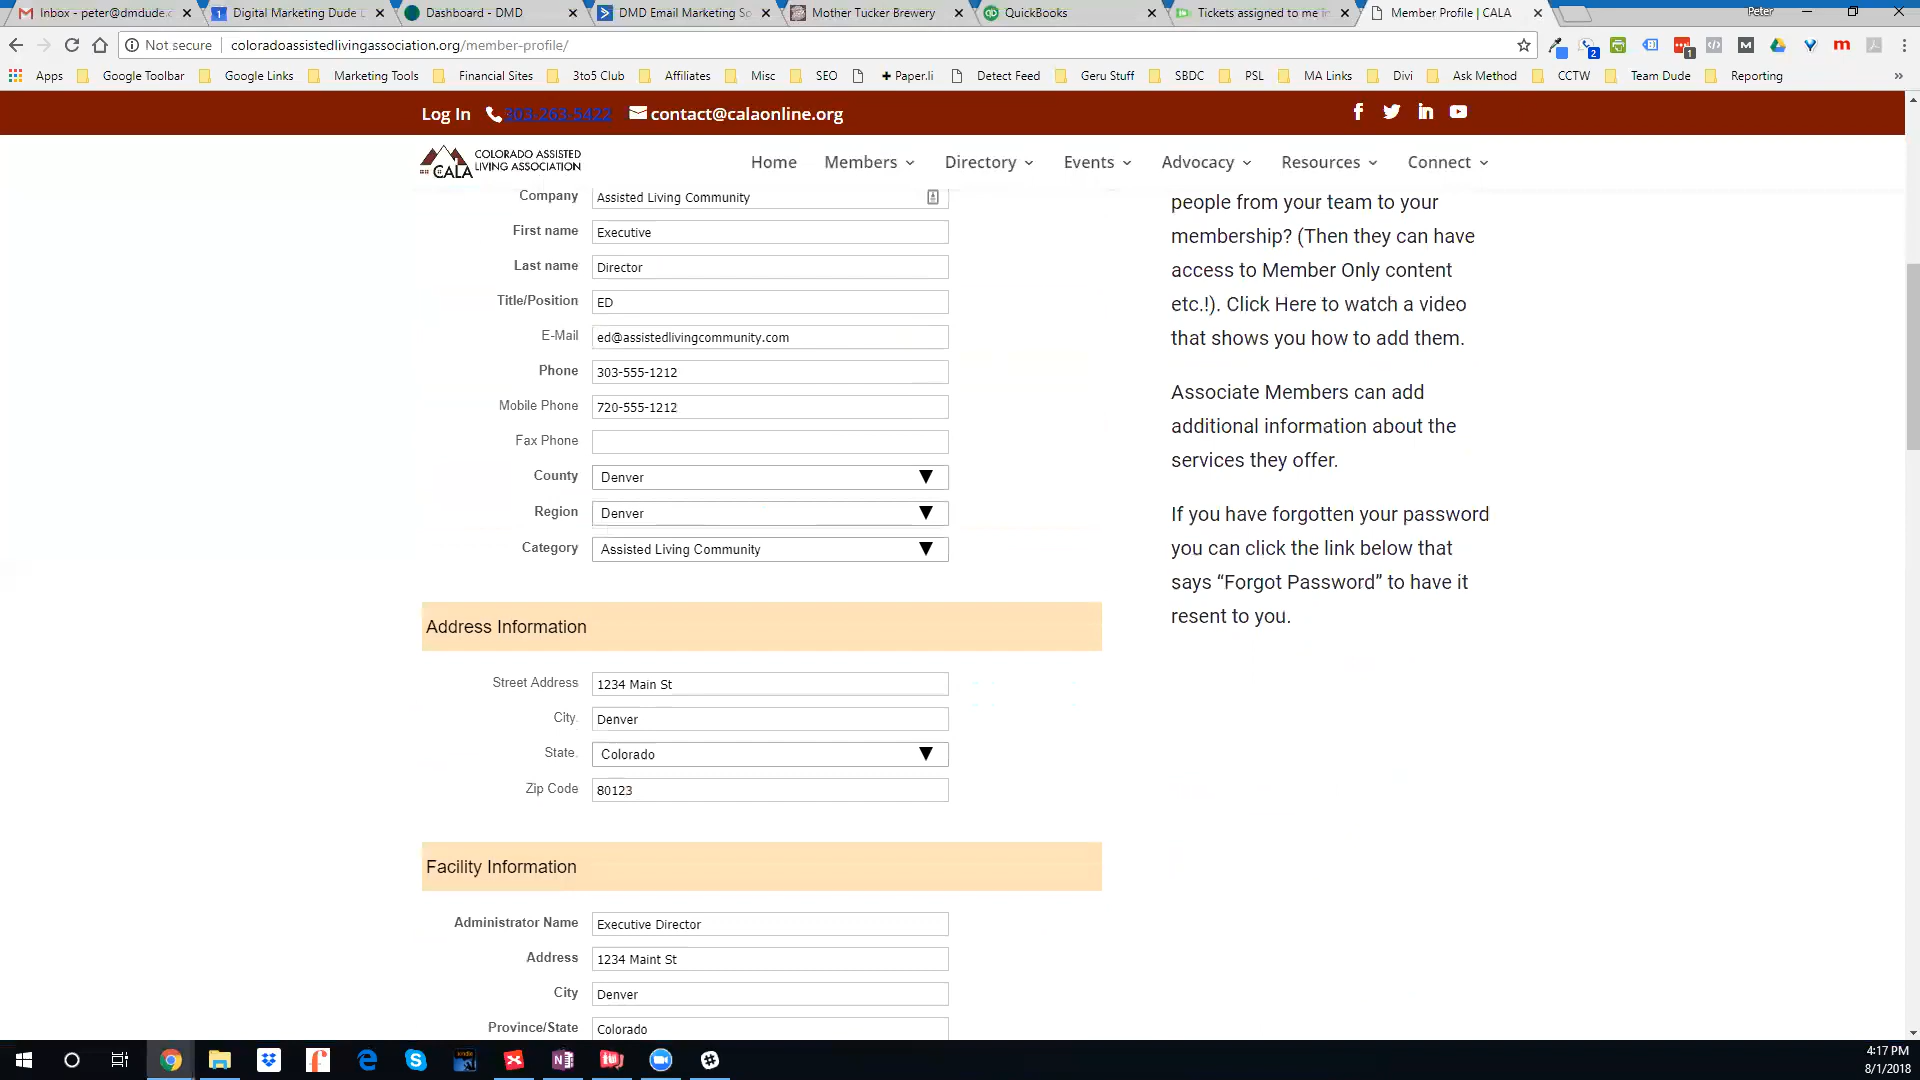 Inbox - peter@dmdude.c
Digital Marketing Dude
Dashboard - DMD
DMD Email Marketing So
Mother Tucker Brewery
QuickBooks
Tickets assigned to me in
Member Profile | CALA
Peter
Not secure
coloradoassistedlivingassociation.org/member-profile/
Apps
Google Toolbar
Google Links
Marketing Tools
Financial Sites
3to5 Club
Affiliates
Misc
SEO
Paper.li
Detect Feed
Geru Stuff
SBDC
PSL
MA Links
Divi
Ask Method
CCTW
Team Dude
Reporting
»
Log In
303-263-5422
contact@calaonline.org
CALA
COLORADO ASSISTED
LIVING ASSOCIATION
Home
Members
Directory
Events
Advocacy
Resources
Connect
Company
Assisted Living Community
First name
Executive
Last name
Director
Title/Position
ED
E-Mail
ed@assistedlivingcommunity.com
Phone
303-555-1212
Mobile Phone
720-555-1212
Fax Phone
County
Denver
Region
Denver
Category
Assisted Living Community
Address Information
Street Address
1234 Main St
City
Denver
State
Colorado
Zip Code
80123
Facility Information
Administrator Name
Executive Director
Address
1234 Maint St
City
Denver
Province/State
Colorado
people from your team to your
membership? (Then they can have
access to Member Only content
etc.!). Click Here to watch a video
that shows you how to add them.
Associate Members can add
additional information about the
services they offer.
If you have forgotten your password
you can click the link below that
says “Forgot Password” to have it
resent to you.
4:17 PM
8/1/2018